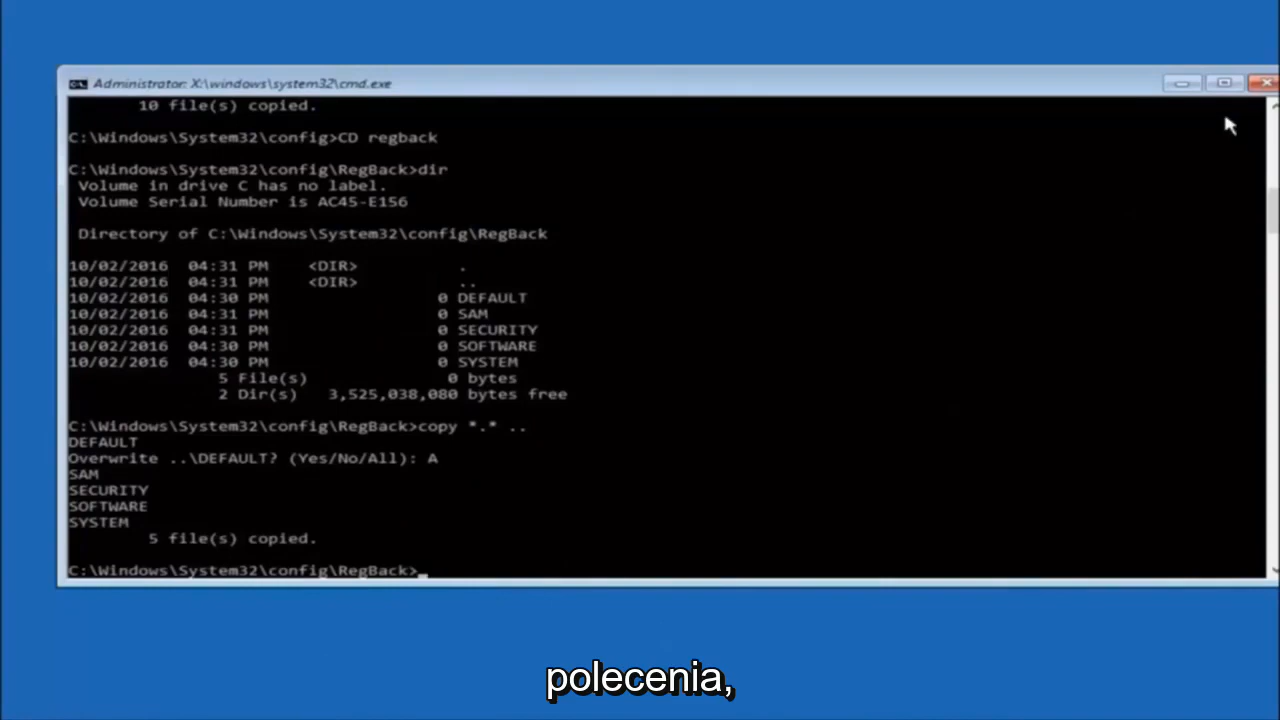 Administrator: X:\windows\system32\cmd.exe
10 file(s) copied.
C:\Windows\System32\config>CD regback
C:\Windows\System32\config\RegBack>dir
Volume in drive C has no label.
Volume Serial Number is AC45-E156
Directory of C:\Windows\System32\config\RegBack
10/02/2016 04:31 PM <DIR> .
10/02/2016 04:31 PM <DIR> ..
10/02/2016 04:30 PM 0 DEFAULT
10/02/2016 04:31 PM 0 SAM
10/02/2016 04:31 PM 0 SECURITY
10/02/2016 04:30 PM 0 SOFTWARE
10/02/2016 04:30 PM 0 SYSTEM
5 File(s) 0 bytes
2 Dir(s) 3,525,038,080 bytes free
C:\Windows\System32\config\RegBack>copy *.* ..
DEFAULT
Overwrite ..\DEFAULT? (Yes/No/All): A
SAM
SECURITY
SOFTWARE
SYSTEM
5 file(s) copied.
C:\Windows\System32\config\RegBack>_
polecenia,